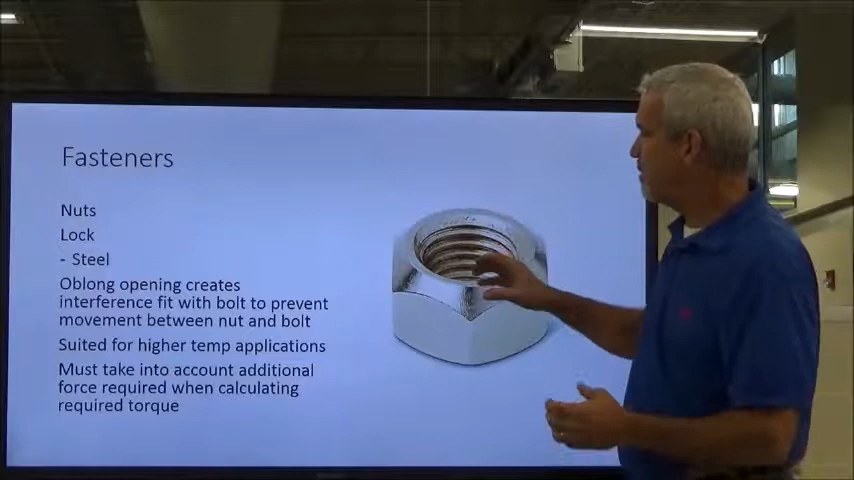 Fasteners
Nuts
Lock
- Steel
Oblong opening creates
interference fit with bolt to prevent
movement between nut and bolt
Suited for higher temp applications
Must take into account additional
force required when calculating
required torque